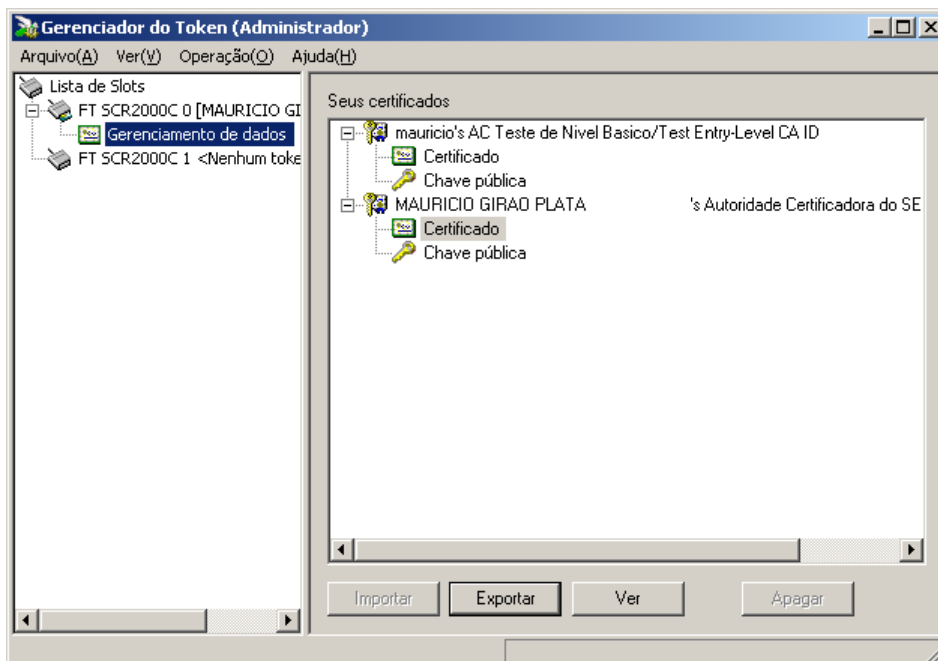 Gerenciador do Token (Administrador)
Arquivo(A) Ver(V) Operação(O) Ajuda(H)
Lista de Slots
FT SCR2000C 0 [MAURICIO GI
Gerenciamento de dados
FT SCR2000C 1 <Nenhum toke
Seus certificados
mauricio's AC Teste de Nivel Basico/Test Entry-Level CA ID
Certificado
Chave pública
MAURICIO GIRAO PLATA 's Autoridade Certificadora do SE
Certificado
Chave pública
Importar Exportar Ver Apagar